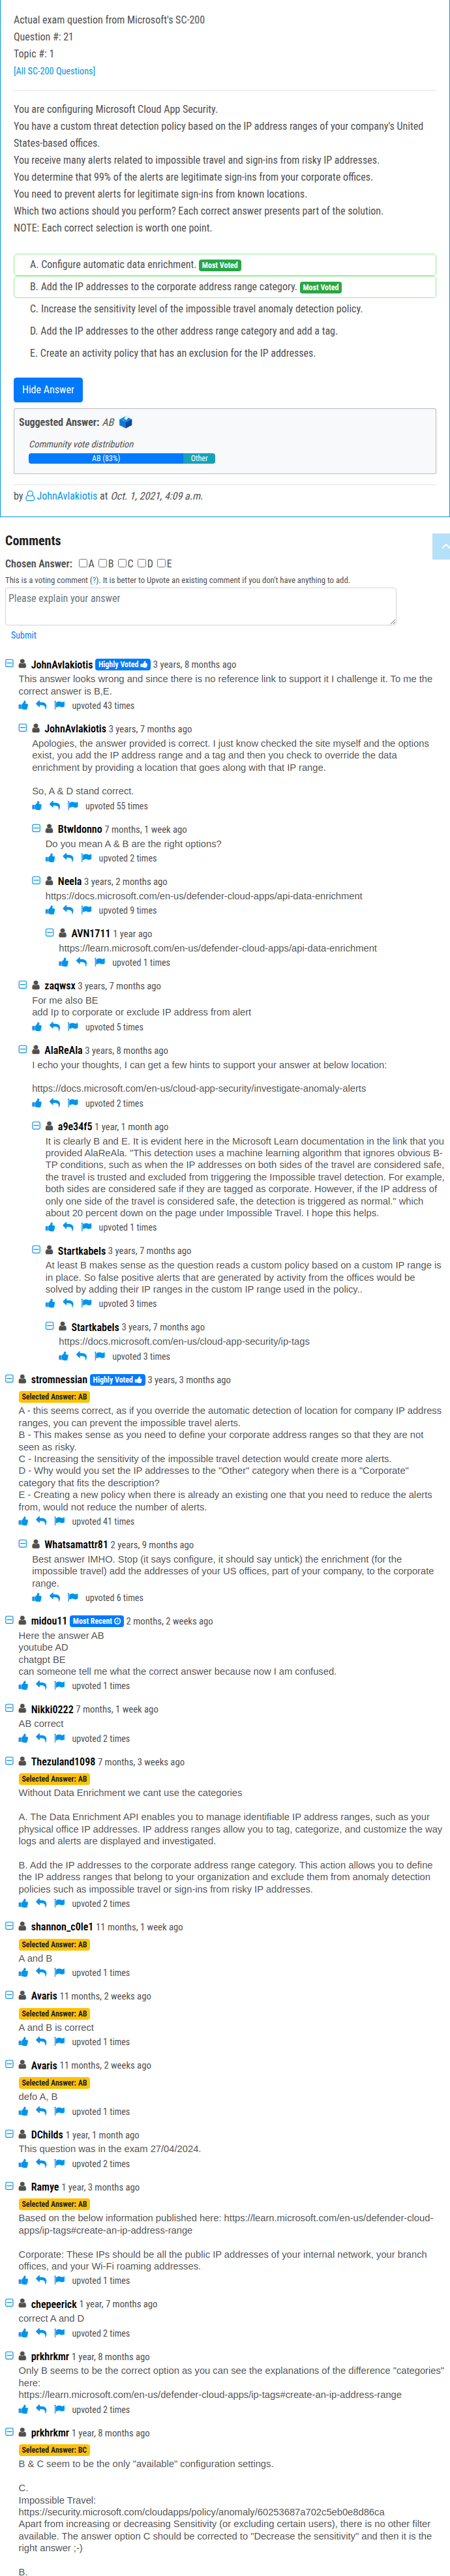 Actual exam question from Microsoft's SC-200
Question #: 21
Topic #: 1
[All SC-200 Questions]
You are configuring Microsoft Cloud App Security.
You have a custom threat detection policy based on the IP address ranges of your company's United
States-based offices.
You receive many alerts related to impossible travel and sign-ins from risky IP addresses.
You determine that 99% of the alerts are legitimate sign-ins from your corporate offices.
You need to prevent alerts for legitimate sign-ins from known locations.
Which two actions should you perform? Each correct answer presents part of the solution.
NOTE: Each correct selection is worth one point.
A. Configure automatic data enrichment. Most Voted
B. Add the IP addresses to the corporate address range category. Most Voted
C. Increase the sensitivity level of the impossible travel anomaly detection policy.
D. Add the IP addresses to the other address range category and add a tag.
E. Create an activity policy that has an exclusion for the IP addresses.
Hide Answer
Suggested Answer: AB
Community vote distribution
AB (83%) Other
by JohnAvlakiotis at Oct. 1, 2021, 4:09 a.m.
Comments
Chosen Answer: A B C D E
This is a voting comment (?). It is better to Upvote an existing comment if you don't have anything to add.
Please explain your answer
Submit
JohnAvlakiotis Highly Voted 3 years, 8 months ago
This answer looks wrong and since there is no reference link to support it I challenge it. To me the
correct answer is B,E.
upvoted 43 times
JohnAvlakiotis 3 years, 7 months ago
Apologies, the answer provided is correct. I just know checked the site myself and the options
exist, you add the IP address range and a tag and then you check to override the data
enrichment by providing a location that goes along with that IP range.
So, A & D stand correct.
upvoted 55 times
Btwldonno 7 months, 1 week ago
Do you mean A & B are the right options?
upvoted 2 times
Neela 3 years, 2 months ago
https://docs.microsoft.com/en-us/defender-cloud-apps/api-data-enrichment
upvoted 9 times
AVN1711 1 year ago
https://learn.microsoft.com/en-us/defender-cloud-apps/api-data-enrichment
upvoted 1 times
zaqwsx 3 years, 7 months ago
For me also BE
add Ip to corporate or exclude IP address from alert
upvoted 5 times
AlaReAla 3 years, 8 months ago
I echo your thoughts, I can get a few hints to support your answer at below location:
https://docs.microsoft.com/en-us/cloud-app-security/investigate-anomaly-alerts
upvoted 2 times
a9e34f5 1 year, 1 month ago
It is clearly B and E. It is evident here in the Microsoft Learn documentation in the link that you
provided AlaReAla. "This detection uses a machine learning algorithm that ignores obvious B-
TP conditions, such as when the IP addresses on both sides of the travel are considered safe,
the travel is trusted and excluded from triggering the Impossible travel detection. For example,
both sides are considered safe if they are tagged as corporate. However, if the IP address of
only one side of the travel is considered safe, the detection is triggered as normal." which
about 20 percent down on the page under Impossible Travel. I hope this helps.
upvoted 1 times
Startkabels 3 years, 7 months ago
At least B makes sense as the question reads a custom policy based on a custom IP range is
in place. So false positive alerts that are generated by activity from the offices would be
solved by adding their IP ranges in the custom IP range used in the policy..
upvoted 3 times
Startkabels 3 years, 7 months ago
https://docs.microsoft.com/en-us/cloud-app-security/ip-tags
upvoted 3 times
stromnessian Highly Voted 3 years, 3 months ago
Selected Answer: AB
A - this seems correct, as if you override the automatic detection of location for company IP address
ranges, you can prevent the impossible travel alerts.
B - This makes sense as you need to define your corporate address ranges so that they are not
seen as risky.
C - Increasing the sensitivity of the impossible travel detection would create more alerts.
D - Why would you set the IP addresses to the "Other" category when there is a "Corporate"
category that fits the description?
E - Creating a new policy when there is already an existing one that you need to reduce the alerts
from, would not reduce the number of alerts.
upvoted 41 times
Whatsamattr81 2 years, 9 months ago
Best answer IMHO. Stop (it says configure, it should say untick) the enrichment (for the
impossible travel) add the addresses of your US offices, part of your company, to the corporate
range.
upvoted 6 times
midou11 Most Recent 2 months, 2 weeks ago
Here the answer AB
youtube AD
chatgpt BE
can someone tell me what the correct answer because now I am confused.
upvoted 1 times
Nikki0222 7 months, 1 week ago
AB correct
upvoted 2 times
Thezuland1098 7 months, 3 weeks ago
Selected Answer: AB
Without Data Enrichment we cant use the categories
A. The Data Enrichment API enables you to manage identifiable IP address ranges, such as your
physical office IP addresses. IP address ranges allow you to tag, categorize, and customize the way
logs and alerts are displayed and investigated.
B. Add the IP addresses to the corporate address range category. This action allows you to define
the IP address ranges that belong to your organization and exclude them from anomaly detection
policies such as impossible travel or sign-ins from risky IP addresses.
upvoted 2 times
shannon_c0le1 11 months, 1 week ago
Selected Answer: AB
A and B
upvoted 1 times
Avaris 11 months, 2 weeks ago
Selected Answer: AB
A and B is correct
upvoted 1 times
Avaris 11 months, 2 weeks ago
Selected Answer: AB
defo A, B
upvoted 1 times
DChilds 1 year, 1 month ago
This question was in the exam 27/04/2024.
upvoted 2 times
Ramye 1 year, 3 months ago
Selected Answer: AB
Based on the below information published here: https://learn.microsoft.com/en-us/defender-cloud-
apps/ip-tags#create-an-ip-address-range
Corporate: These IPs should be all the public IP addresses of your internal network, your branch
offices, and your Wi-Fi roaming addresses.
upvoted 1 times
chepeerick 1 year, 7 months ago
correct A and D
upvoted 2 times
prkhrkmr 1 year, 8 months ago
Only B seems to be the correct option as you can see the explanations of the difference "categories"
here:
https://learn.microsoft.com/en-us/defender-cloud-apps/ip-tags#create-an-ip-address-range
upvoted 2 times
prkhrkmr 1 year, 8 months ago
Selected Answer: BC
B & C seem to be the only "available" configuration settings.
C.
Impossible Travel:
https://security.microsoft.com/cloudapps/policy/anomaly/60253687a702c5eb0e8d86ca
Apart from increasing or decreasing Sensitivity (or excluding certain users), there is no other filter
available. The answer option C should be corrected to "Decrease the sensitivity" and then it is the
right answer ;-)
B.